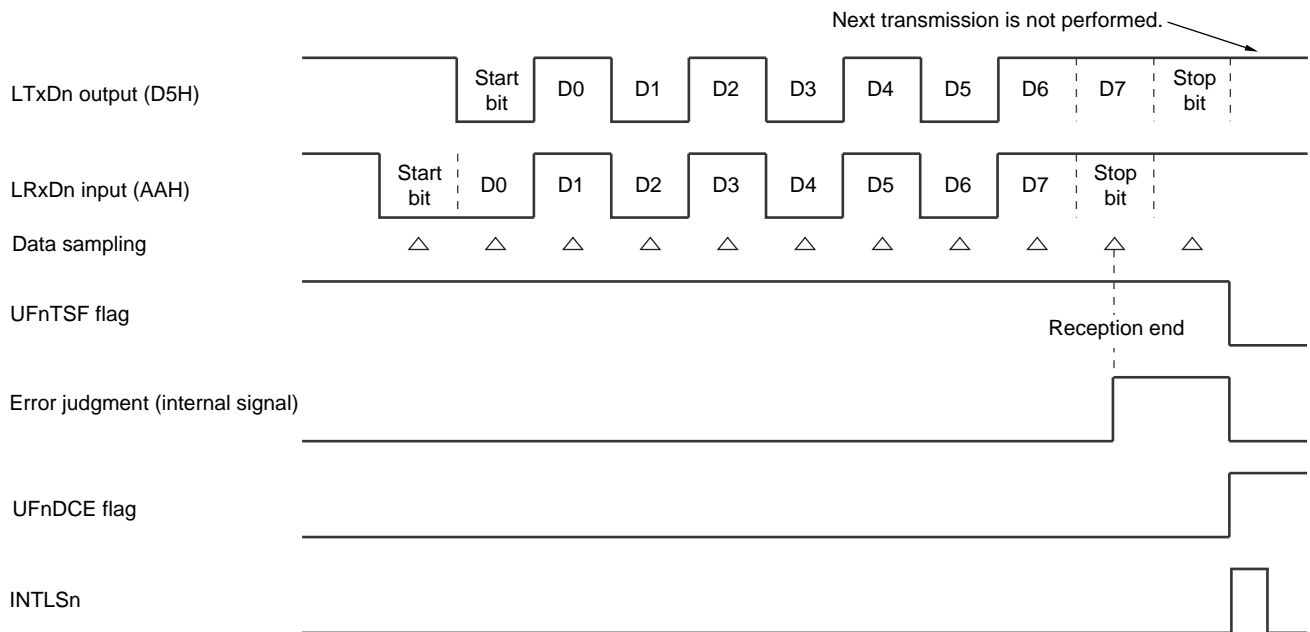 Next transmission is not performed.
LTxDn output (D5H)
Start
bit
D0
D1
D2
D3
D4
D5
D6
D7
Stop
bit
LRxDn input (AAH)
Start
bit
D0
D1
D2
D3
D4
D5
D6
D7
Stop
bit
Data sampling
UFnTSF flag
Reception end
Error judgment (internal signal)
UFnDCE flag
INTLSn